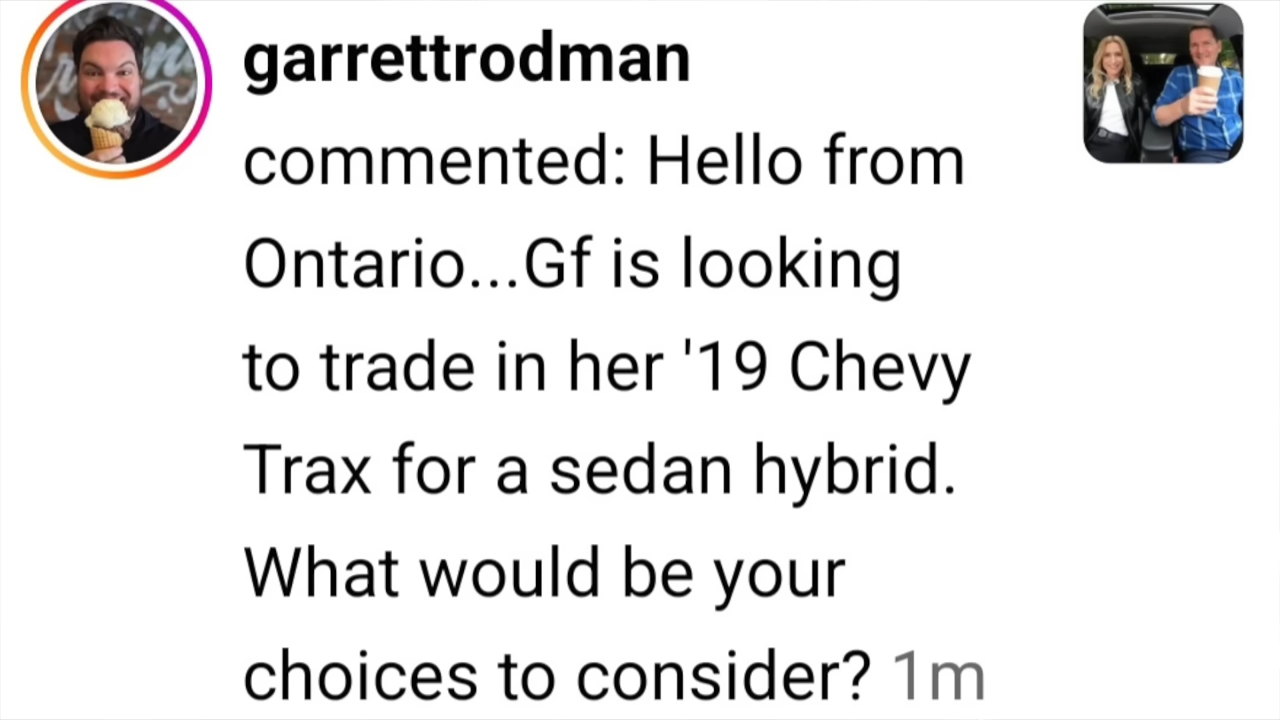 garrettrodman
commented: Hello from
Ontario...Gf is looking
to trade in her '19 Chevy
Trax for a sedan hybrid.
What would be your
choices to consider? 1m